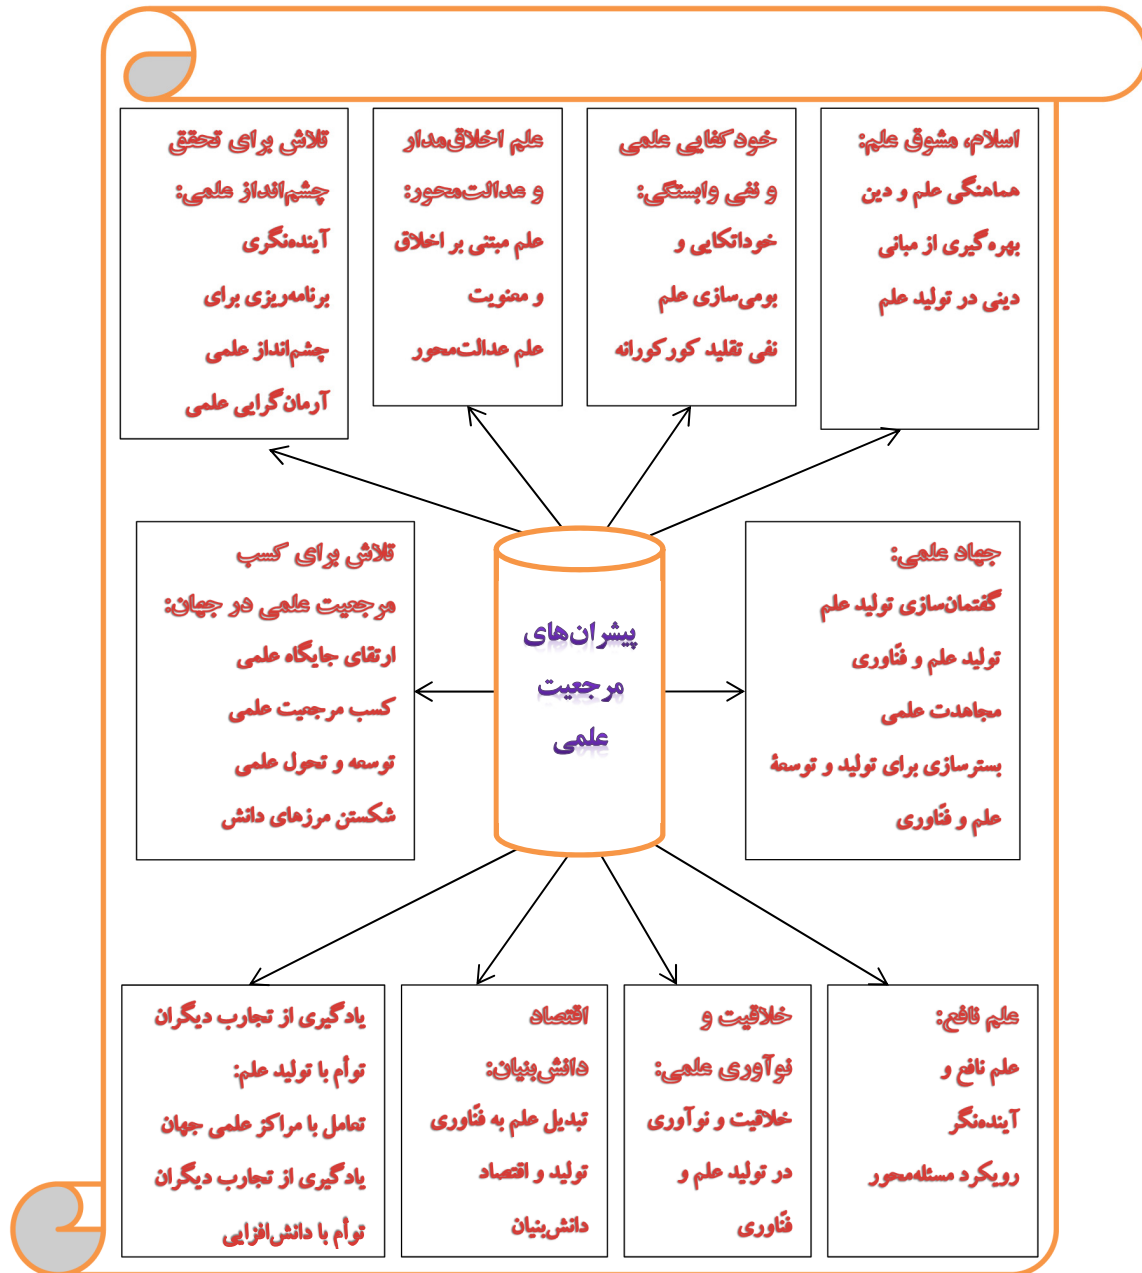 اسلام، مشوق علم:
هماهنگی علم و دین
بهره‌گیری از مبانی
دینی در تولید علم
خودکفایی علمی
و نفی وابستگی:
خوداتکایی و
بومی‌سازی علم
نفی تقلید کورکورانه
علم اخلاق‌مدار
و عدالت‌محور:
علم مبتنی بر اخلاق
و معنویت
علم عدالت‌محور
تلاش برای تحقق
چشم‌انداز علمی:
آینده‌نگری
برنامه‌ریزی برای
چشم‌انداز علمی
آرمان‌گرایی علمی
جهاد علمی:
گفتمان‌سازی تولید علم
تولید علم و فنّاوری
مجاهدت علمی
بسترسازی برای تولید و توسعهٔ
علم و فنّاوری
پیشران‌های
مرجعیت
علمی
تلاش برای کسب
مرجعیت علمی در جهان:
ارتقای جایگاه علمی
کسب مرجعیت علمی
توسعه و تحول علمی
شکستن مرزهای دانش
علم نافع:
علم نافع و
آینده‌نگر
رویکرد مسئله‌محور
خلاقیت و
نوآوری علمی:
خلاقیت و نوآوری
در تولید علم و
فنّاوری
اقتصاد
دانش‌بنیان:
تبدیل علم به فنّاوری
تولید و اقتصاد
دانش‌بنیان
یادگیری از تجارب دیگران
توأم با تولید علم:
تعامل با مراکز علمی جهان
یادگیری از تجارب دیگران
توأم با دانش‌افزایی